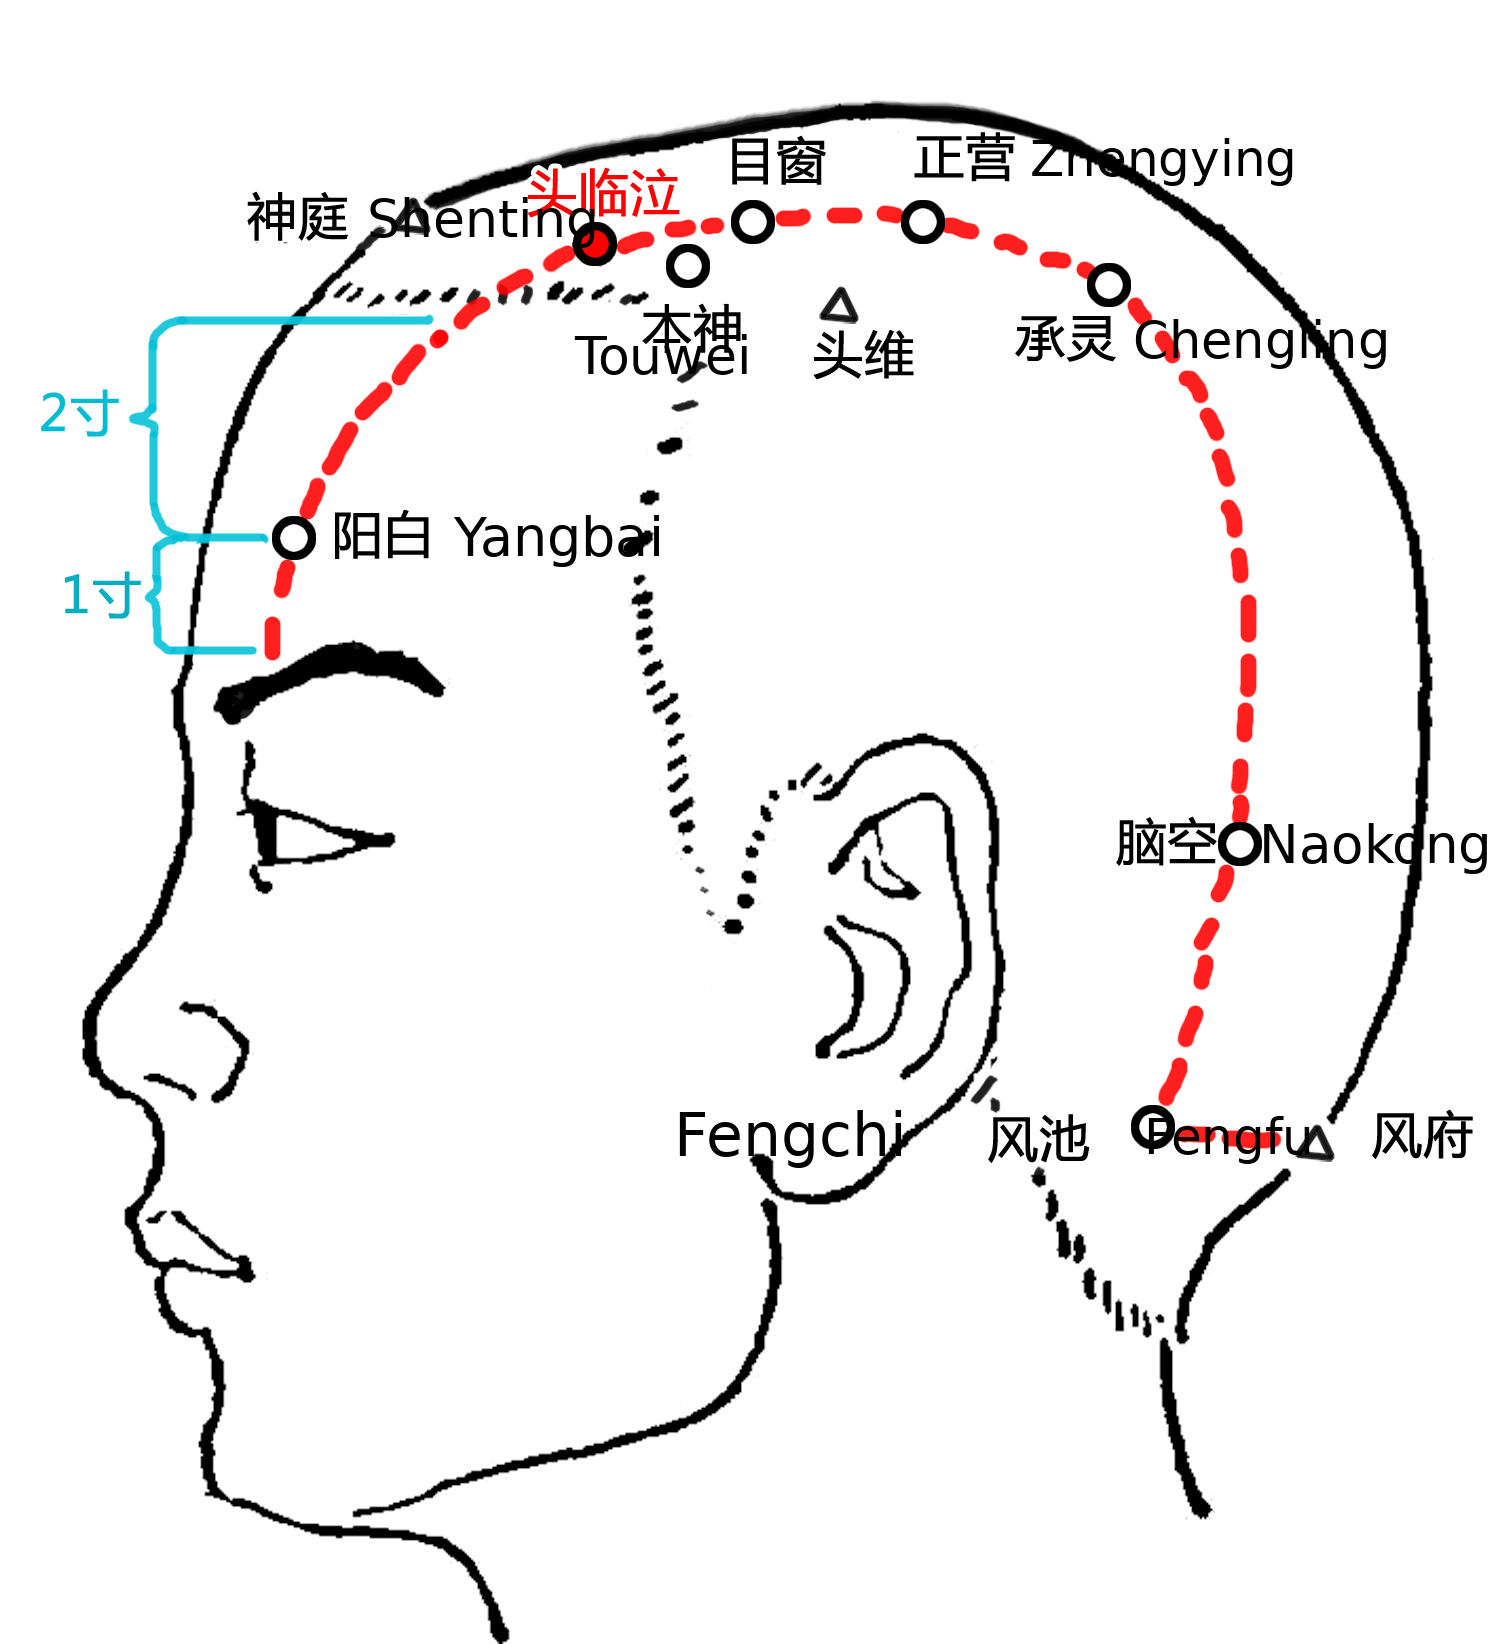 目窗
正营 Zhengying
头临泣
神庭 Shenting
本神
承灵 Chengling
Touwei 头维
2寸
阳白 Yangbai
1寸
脑空 Naokong
Fengchi 风池
Fengfu 风府